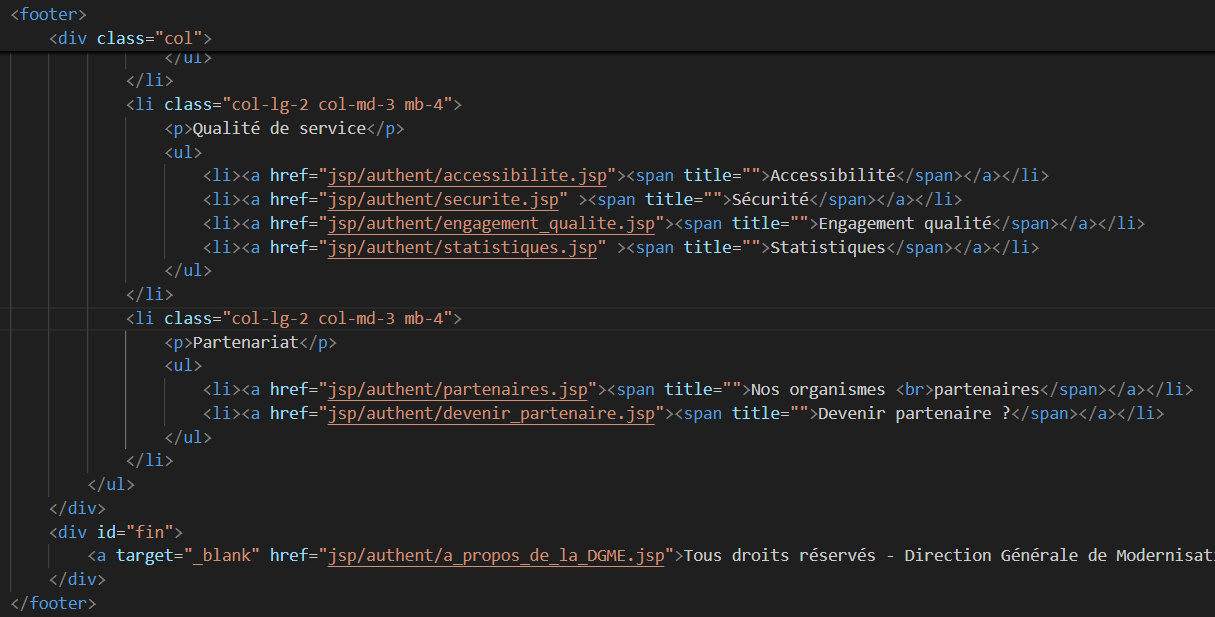 <footer>
<div class="col">
</ul>
</li>
<li class="col-lg-2 col-md-3 mb-4">
<p>Qualité de service</p>
<ul>
<li><a href="jsp/authent/accessibilite.jsp"><span title="">Accessibilité</span></a></li>
<li><a href="jsp/authent/securite.jsp" ><span title="">Sécurité</span></a></li>
<li><a href="jsp/authent/engagement_qualite.jsp"><span title="">Engagement qualité</span></a></li>
<li><a href="jsp/authent/statistiques.jsp" ><span title="">Statistiques</span></a></li>
</ul>
</li>
<li class="col-lg-2 col-md-3 mb-4">
<p>Partenariat</p>
<ul>
<li><a href="jsp/authent/partenaires.jsp"><span title="">Nos organismes <br>partenaires</span></a></li>
<li><a href="jsp/authent/devenir_partenaire.jsp"><span title="">Devenir partenaire ?</span></a></li>
</ul>
</li>
</ul>
</div>
<div id="fin">
<a target="_blank" href="jsp/authent/a_propos_de_la_DGME.jsp">Tous droits réservés - Direction Générale de Modernisati
</div>
</footer>